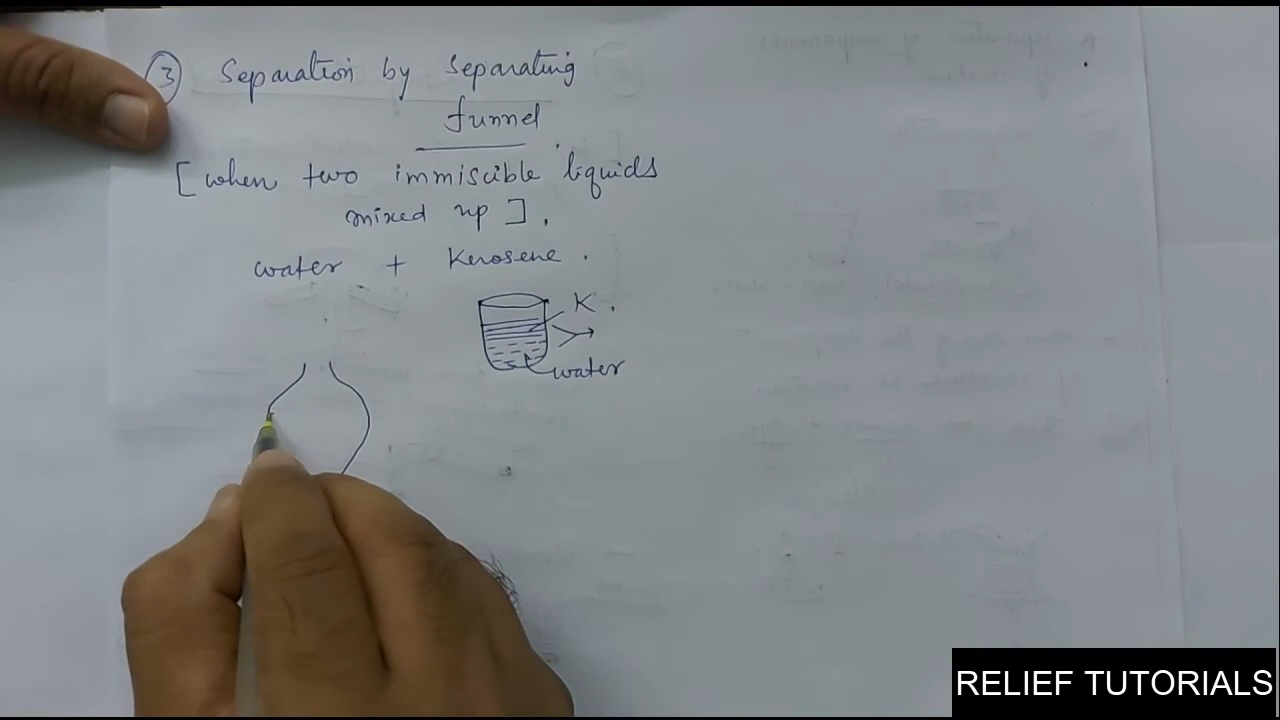 3 Separation by Separating
funnel
[ when two immiscible liquids
mixed up ] .
water + Kerosene .
K .
water
RELIEF TUTORIALS